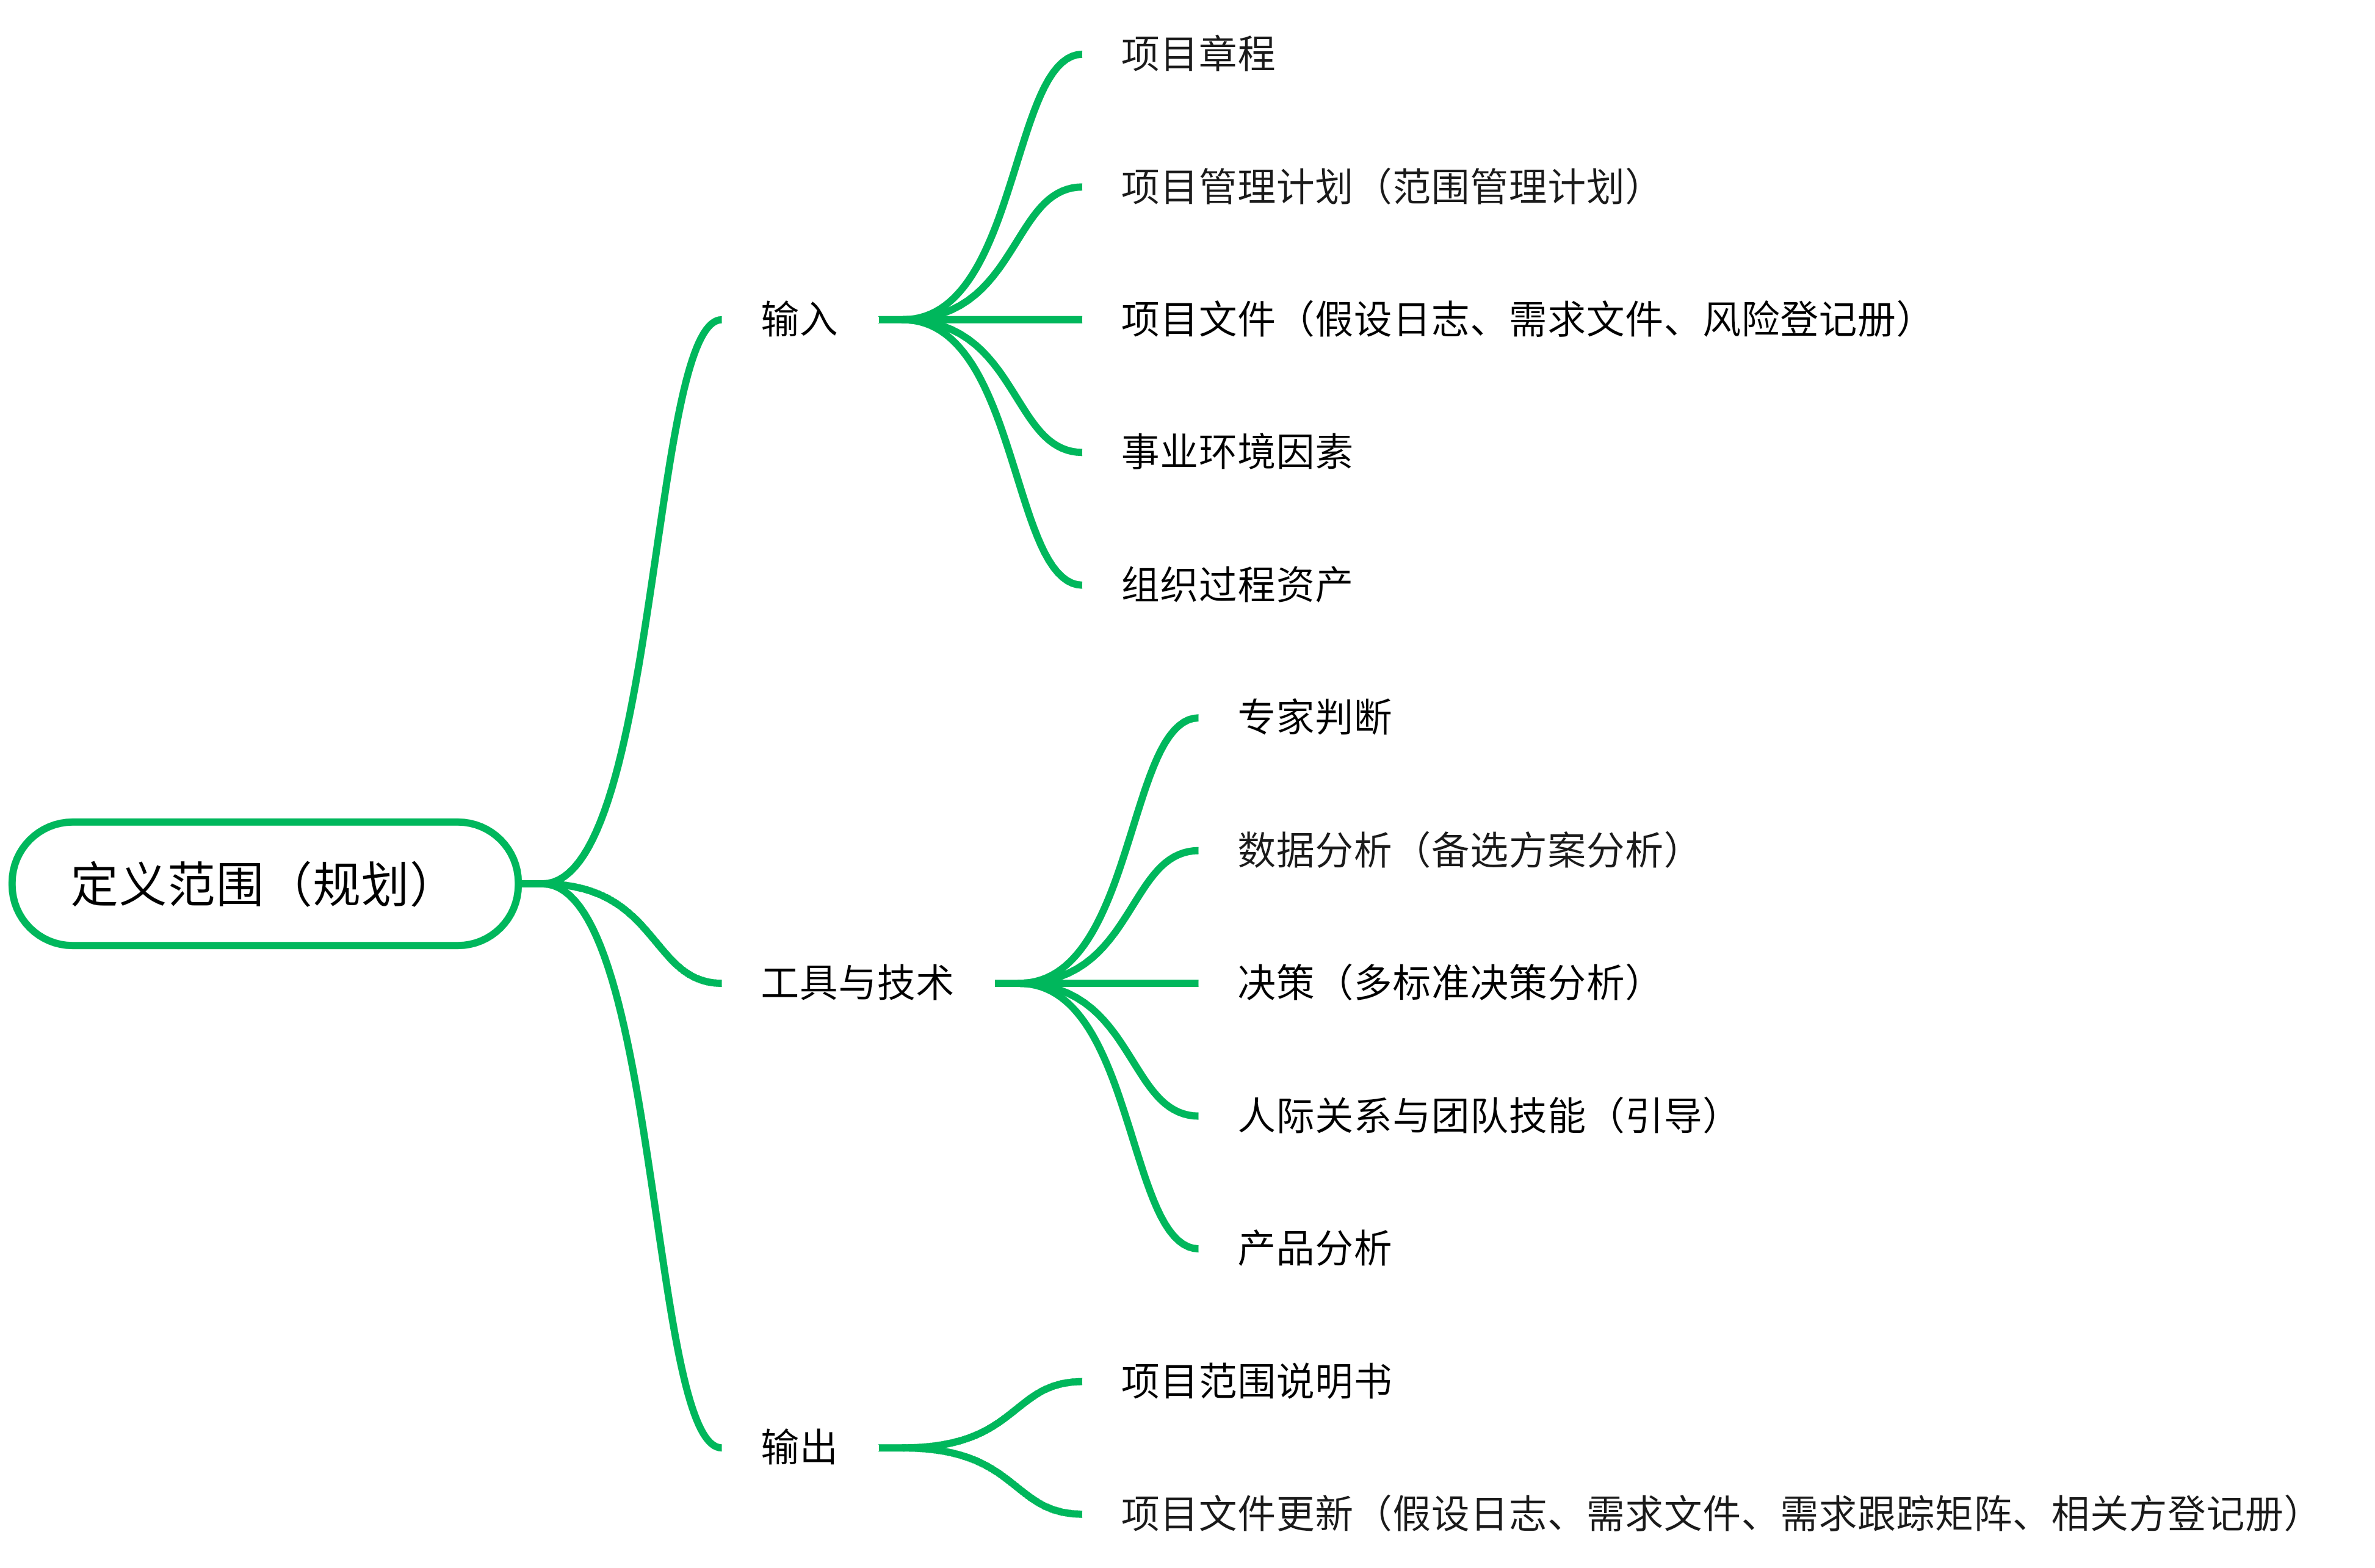 项目章程
项目管理计划（范围管理计划）
输入
项目文件（假设日志、需求文件、风险登记册）
事业环境因素
组织过程资产
专家判断
数据分析（备选方案分析）
定义范围（规划）
工具与技术
决策（多标准决策分析）
人际关系与团队技能（引导）
产品分析
项目范围说明书
输出
项目文件更新（假设日志、需求文件、需求跟踪矩阵、相关方登记册）